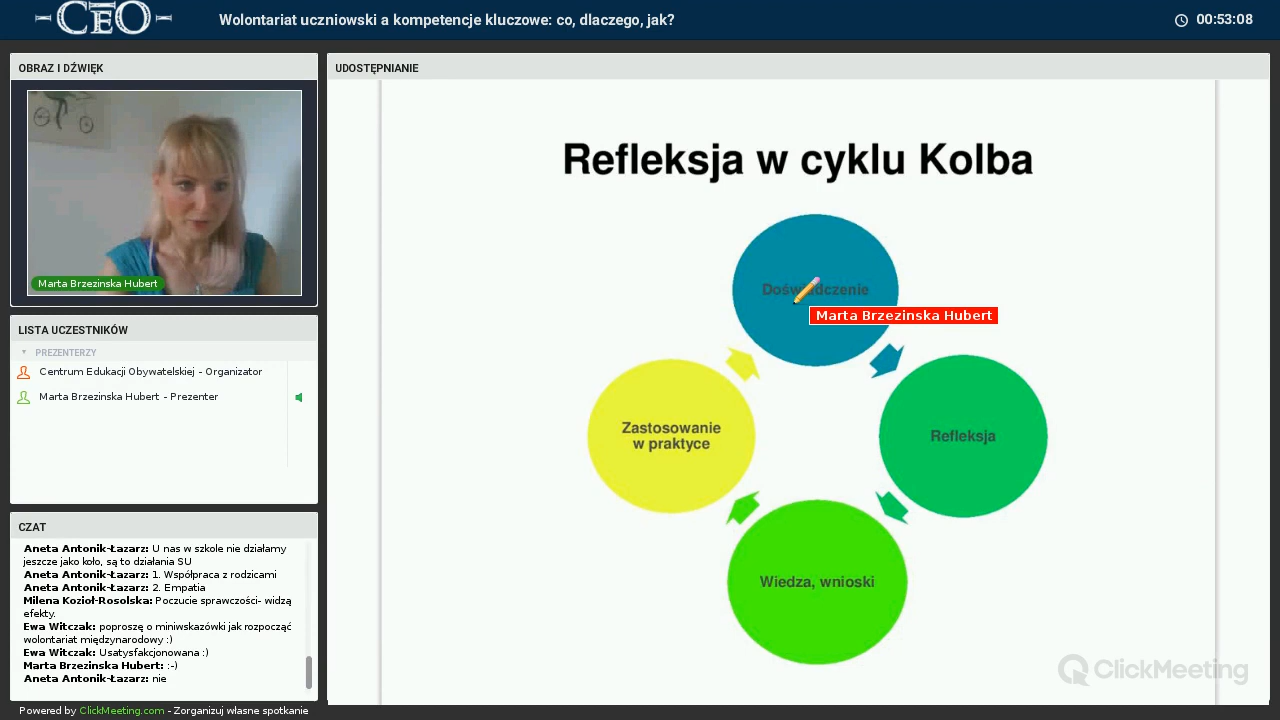 CEO
Wolontariat uczniowski a kompetencje kluczowe: co, dlaczego, jak?
00:53:08
OBRAZ I DŹWIĘK
Marta Brzezinska Hubert
LISTA UCZESTNIKÓW
PREZENTERZY
Centrum Edukacji Obywatelskiej - Organizator
Marta Brzezinska Hubert - Prezenter
CZAT
Aneta Antonik-Łazarz: U nas w szkole nie działamy
jeszcze jako koło, są to działania SU
Aneta Antonik-Łazarz: 1. Współpraca z rodzicami
Aneta Antonik-Łazarz: 2. Empatia
Milena Kozioł-Rosolska: Poczucie sprawczości- widzą
efekty.
Ewa Witczak: poproszę o miniwskazówki jak rozpocząć
wolontariat międzynarodowy :)
Ewa Witczak: Usatysfakcjonowana :)
Marta Brzezinska Hubert: :-)
Aneta Antonik-Łazarz: nie
Powered by ClickMeeting.com - Zorganizuj własne spotkanie
UDOSTĘPNIANIE
Refleksja w cyklu Kolba
Doświadczenie
Marta Brzezinska Hubert
Zastosowanie
w praktyce
Refleksja
Wiedza, wnioski
ClickMeeting